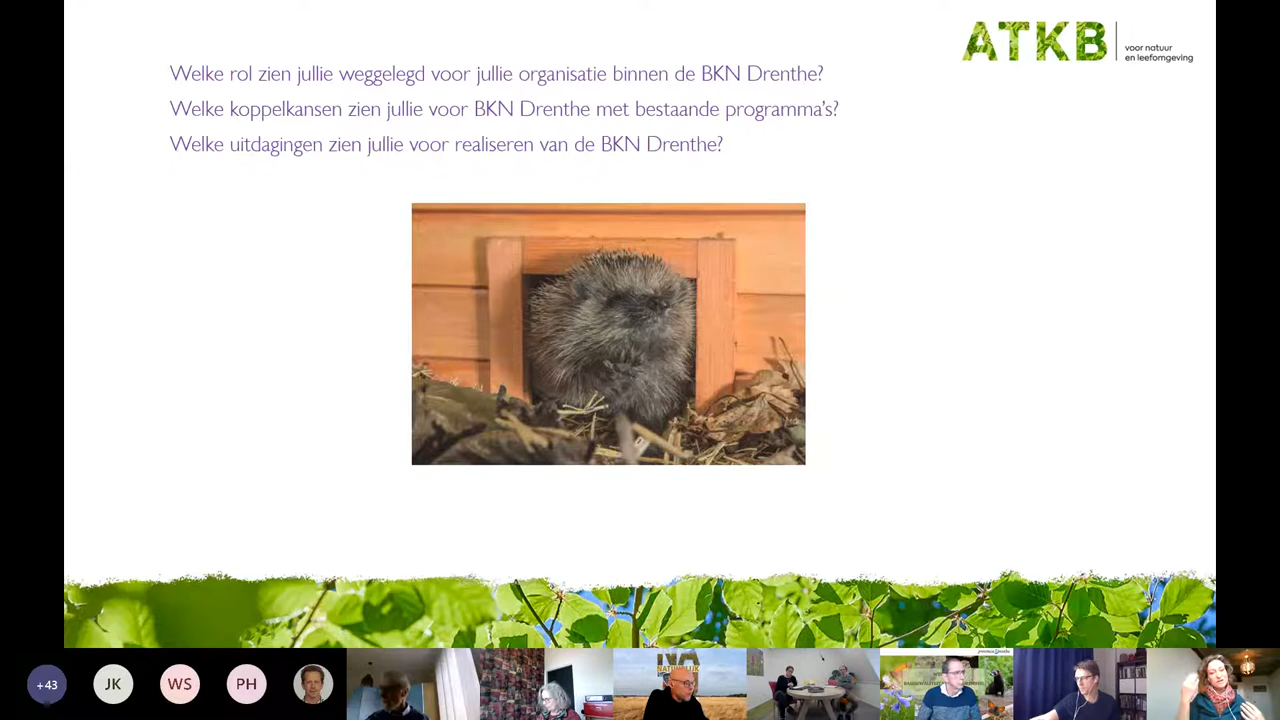 ATKB
voor natuur
en leefomgeving
Welke rol zien jullie weggelegd voor jullie organisatie binnen de BKN Drenthe?
Welke koppelkansen zien jullie voor BKN Drenthe met bestaande programma's?
Welke uitdagingen zien jullie voor realiseren van de BKN Drenthe?
+43
JK
WS
PH